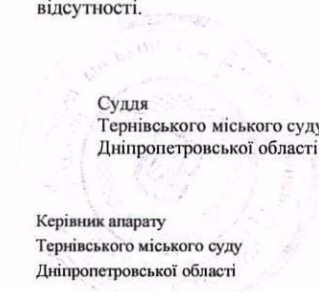 відсутності.
Суддя
Тернівського міського суду
Дніпропетровської області
Керівник апарату
Тернівського міського суду
Дніпропетровської області